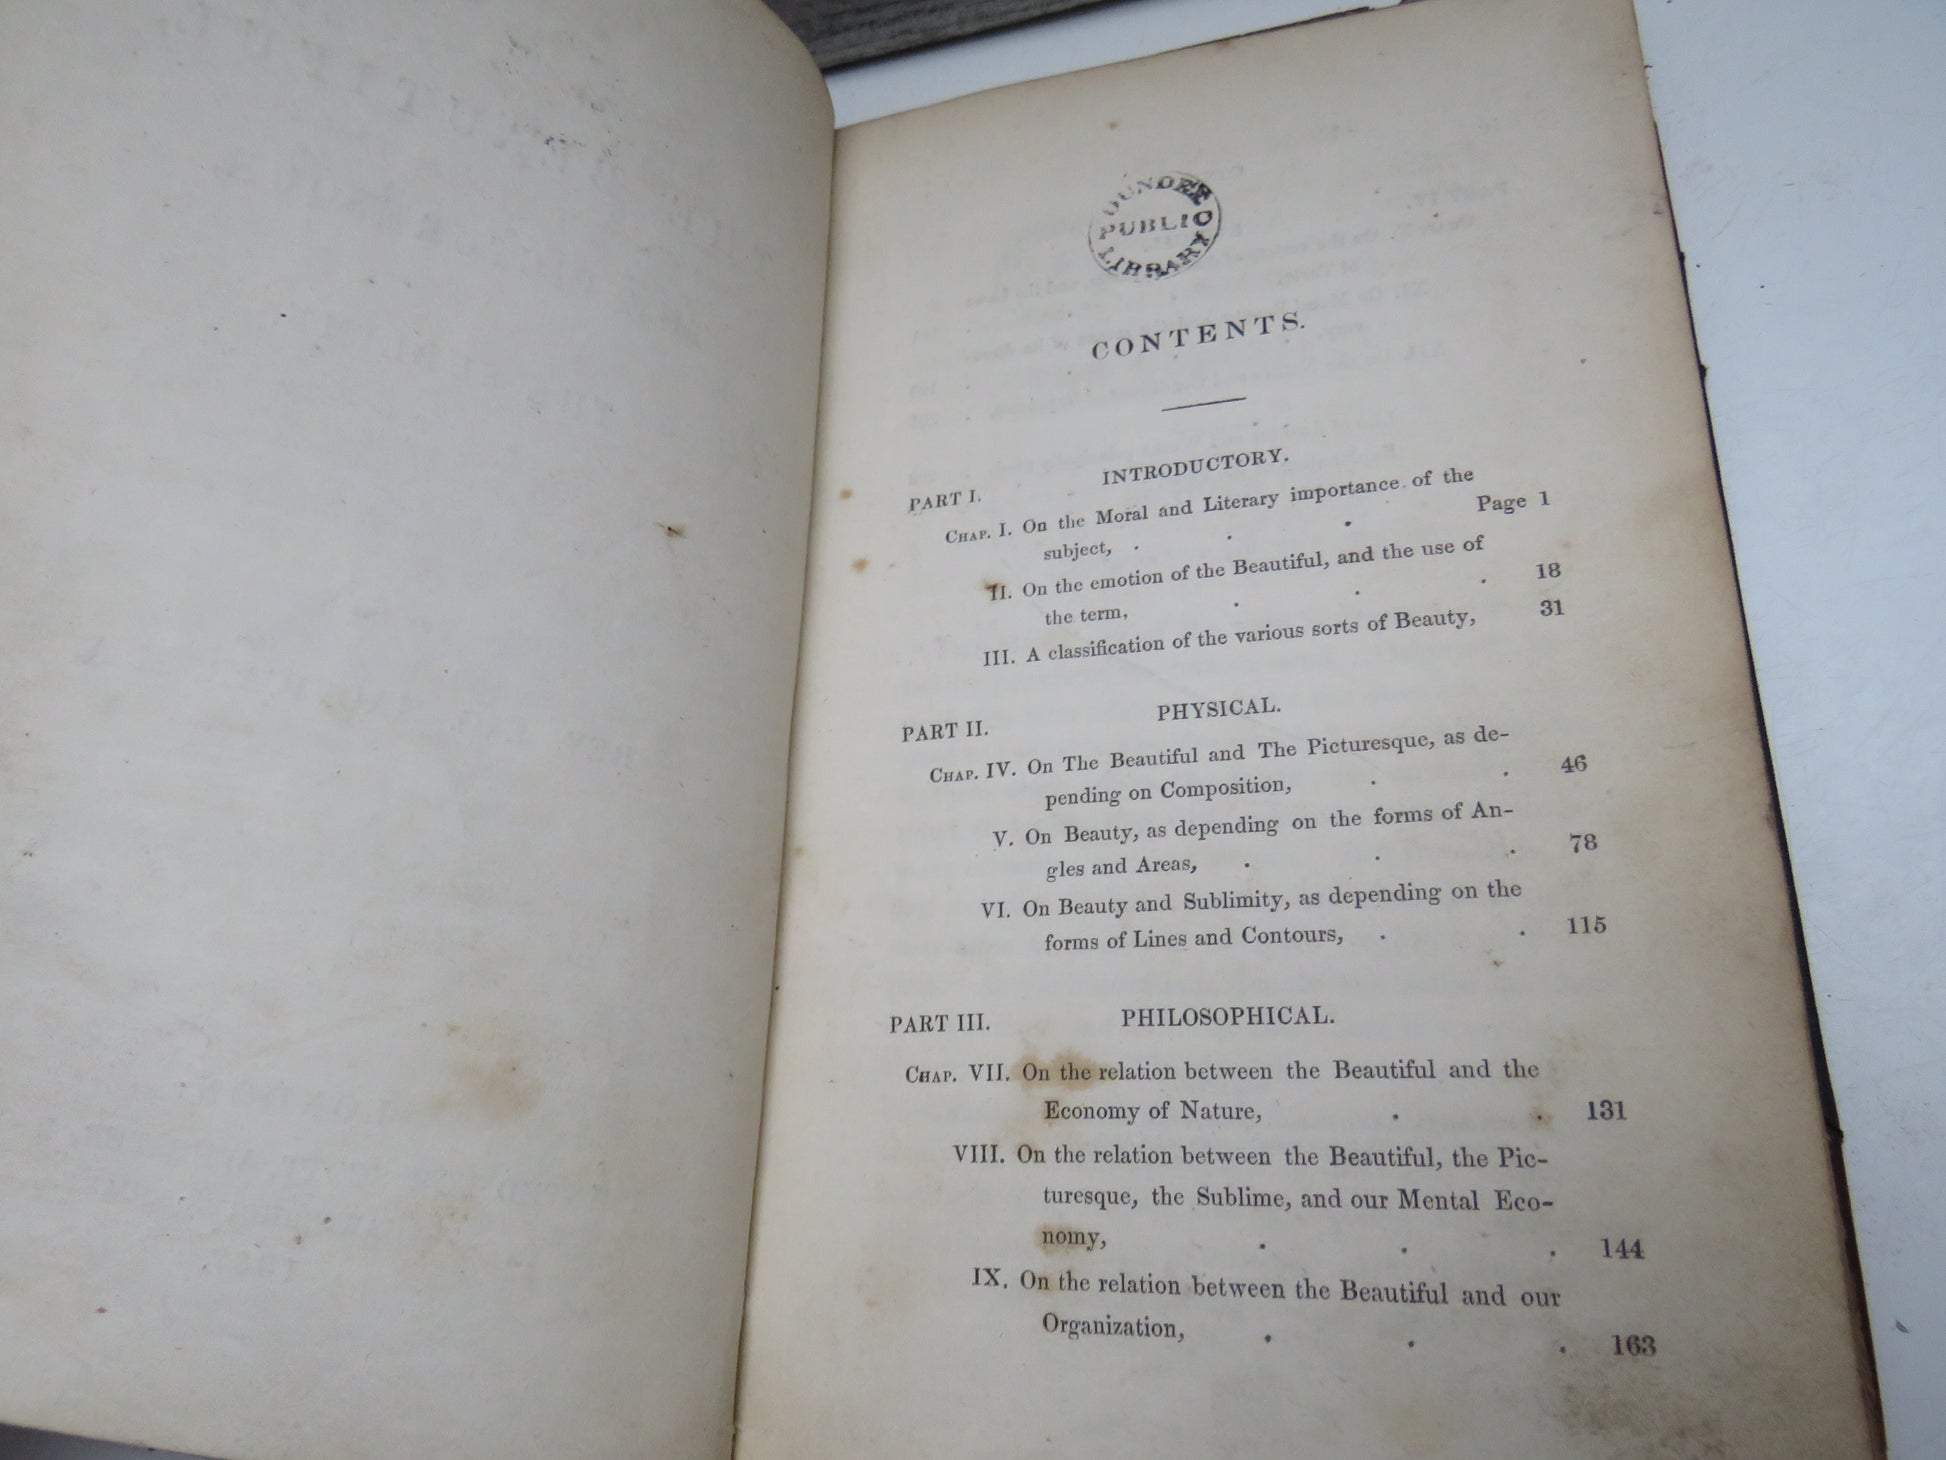 DUNDEE
PUBLIC
LIBRARY
CONTENTS.
PART I. INTRODUCTORY.
CHAP. I. On the Moral and Literary importance of the
subject, . . . Page 1
II. On the emotion of the Beautiful, and the use of
the term, . . . 18
III. A classification of the various sorts of Beauty, 31
PART II. PHYSICAL.
CHAP. IV. On The Beautiful and The Picturesque, as de-
pending on Composition, . . 46
V. On Beauty, as depending on the forms of An-
gles and Areas, . . . 78
VI. On Beauty and Sublimity, as depending on the
forms of Lines and Contours, . . 115
PART III. PHILOSOPHICAL.
CHAP. VII. On the relation between the Beautiful and the
Economy of Nature, . . 131
VIII. On the relation between the Beautiful, the Pic-
turesque, the Sublime, and our Mental Eco-
nomy, . . . 144
IX. On the relation between the Beautiful and our
Organization, . . . 163